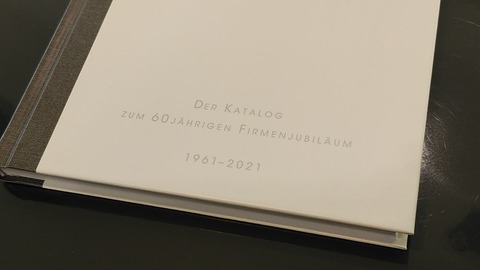 Der Katalog
zum 60jährigen Firmenjubiläum
1961–2021